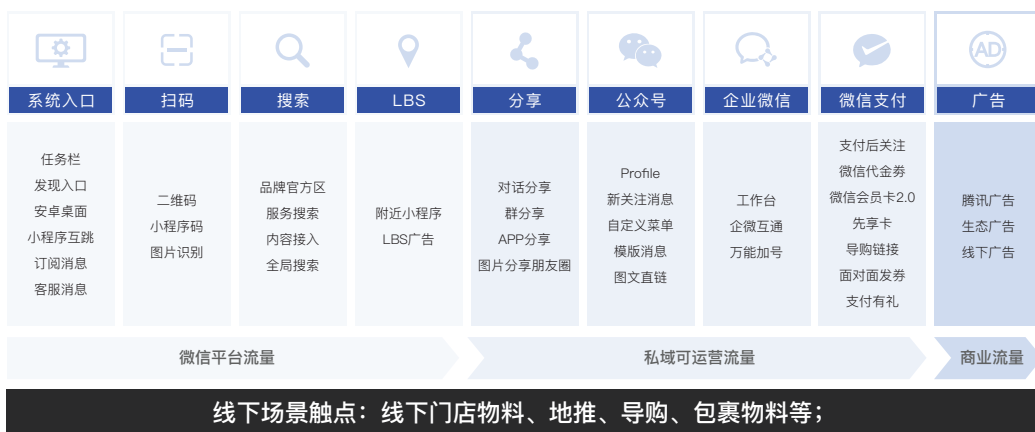 AD
系统入口
扫码
搜索
LBS
分享
公众号
企业微信
微信支付
广告
任务栏
发现入口
安卓桌面
小程序互跳
订阅消息
客服消息
二维码
小程序码
图片识别
品牌官方区
服务搜索
内容接入
全局搜索
附近小程序
LBS广告
对话分享
群分享
APP分享
图片分享朋友圈
Profile
新关注消息
自定义菜单
模版消息
图文直链
工作台
企微互通
万能加号
支付后关注
微信代金券
微信会员卡2.0
先享卡
导购链接
面对面发券
支付有礼
腾讯广告
生态广告
线下广告
微信平台流量
私域可运营流量
商业流量
线下场景触点：线下门店物料、地推、导购、包裹物料等；